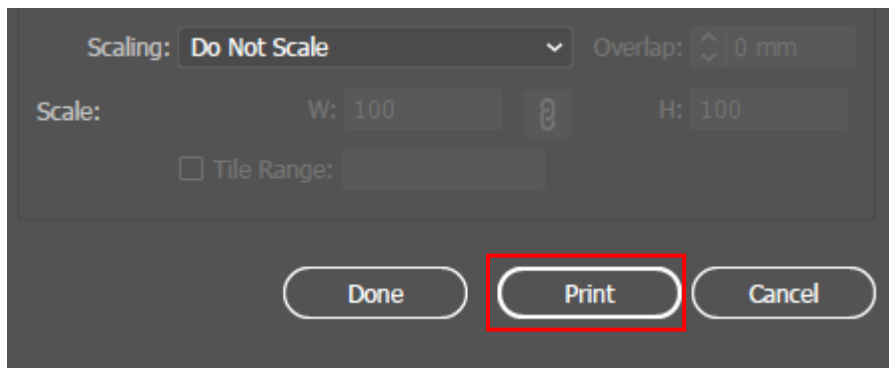 Scaling: Do Not Scale Overlap: 0 mm
Scale: W: 100 H: 100
Tile Range:
Done Print Cancel